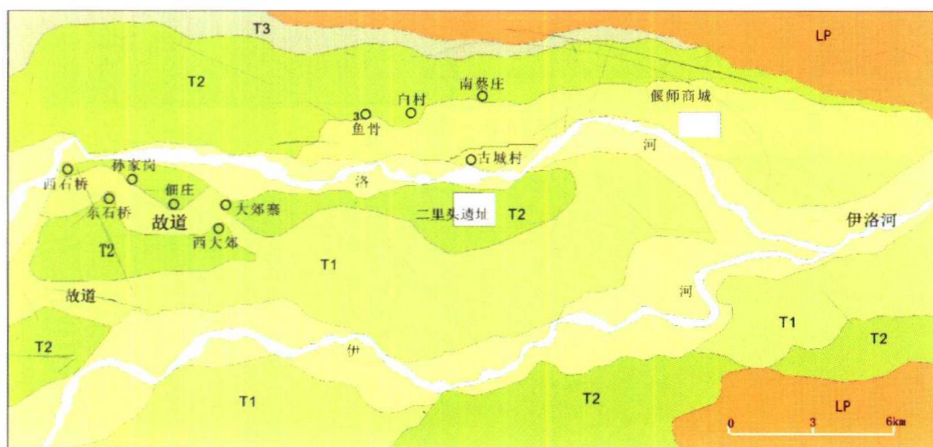 T3
LP
T2
南蔡庄
白村
偃师商城
3
鱼骨
河
孙家岗
古城村
西石桥
洛
佃庄
东石桥
大郊寨
二里头遗址
T2
故道
伊洛河
西大郊
T2
T1
河
故道
T1
T2
伊
T2
T1
T2
LP
0
3
6km